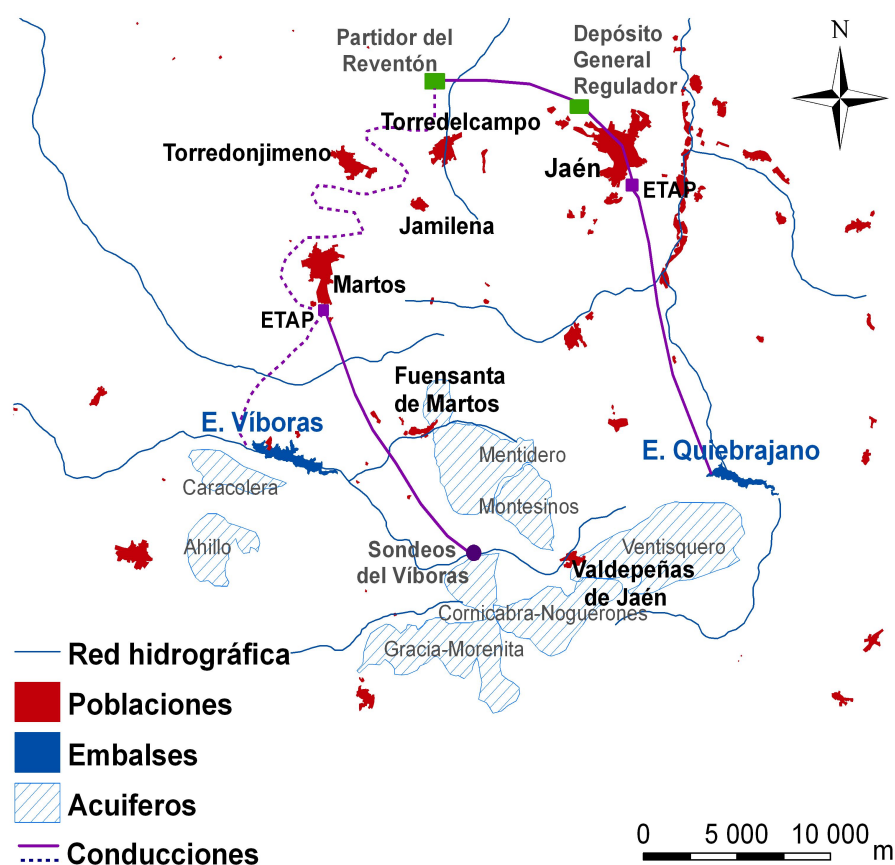 Partidor del
Reventón
Depósito
General
Regulador
N
Torredelcampo
Torredonjimeno
Jaén
ETAP
Jamilena
Martos
ETAP
Fuensanta
de Martos
E. Víboras
E. Quiebrajano
Mentidero
Caracolera
Montesinos
Ahillo
Sondeos
del Víboras
Ventisquero
Valdepeñas
de Jaén
Cornicabra-Noguerones
Gracia-Morenita
Red hidrográfica
Poblaciones
Embalses
Acuiferos
Conducciones
0 5 000 10 000
m